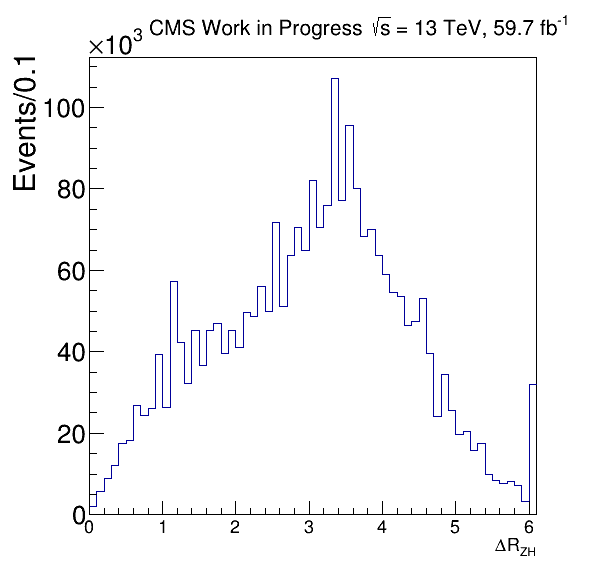 ×10³ CMS Work in Progress √s = 13 TeV, 59.7 fb⁻¹
Events/0.1
100
80
60
40
20
0
0 1 2 3 4 5 6
ΔR_ZH